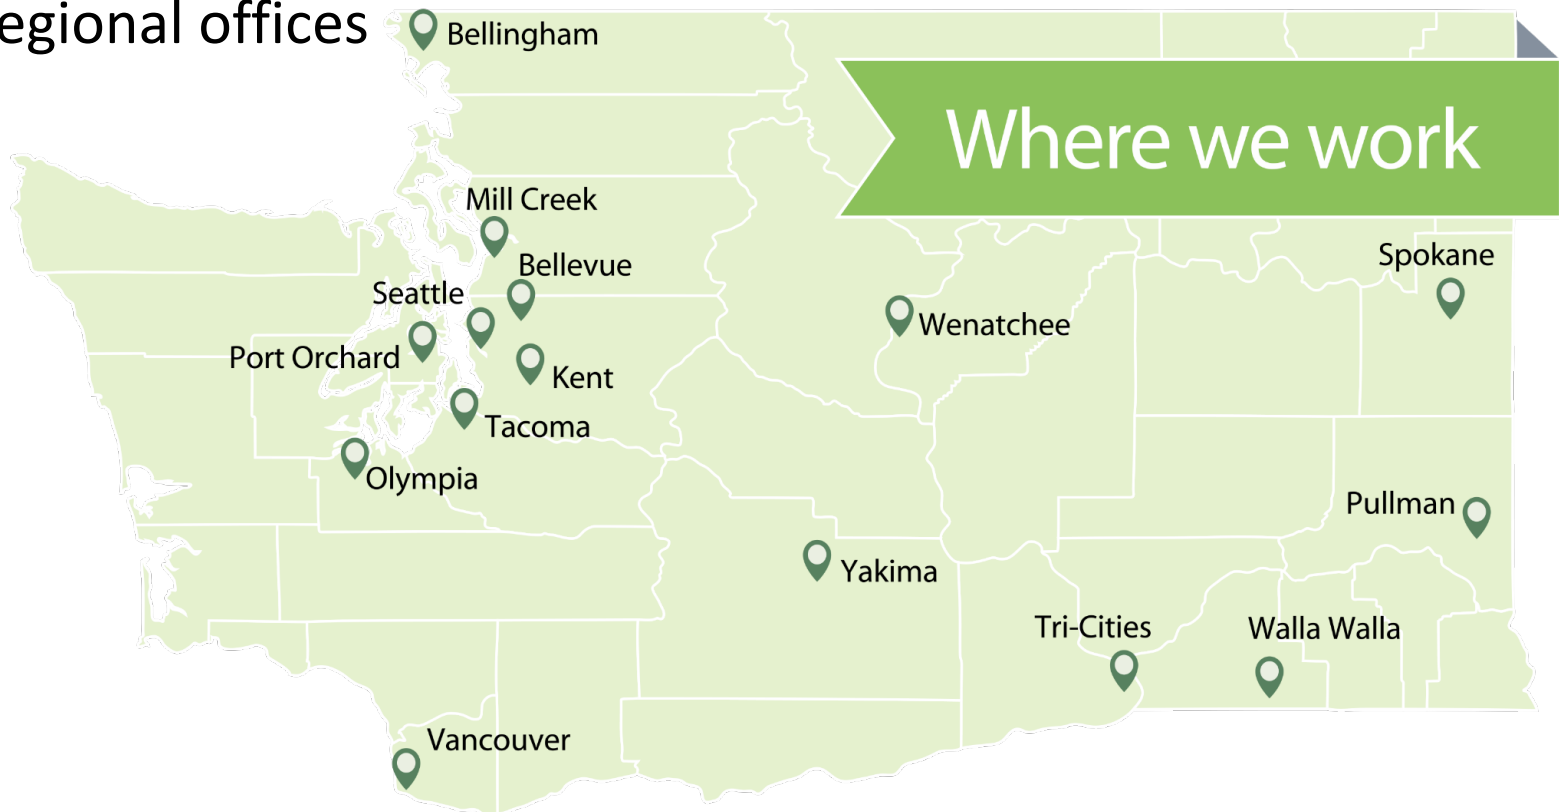 egional offices
Bellingham
Where we work
Mill Creek
Bellevue
Spokane
Seattle
Wenatchee
Port Orchard
Kent
Tacoma
Olympia
Pullman
Yakima
Tri-Cities
Walla Walla
Vancouver